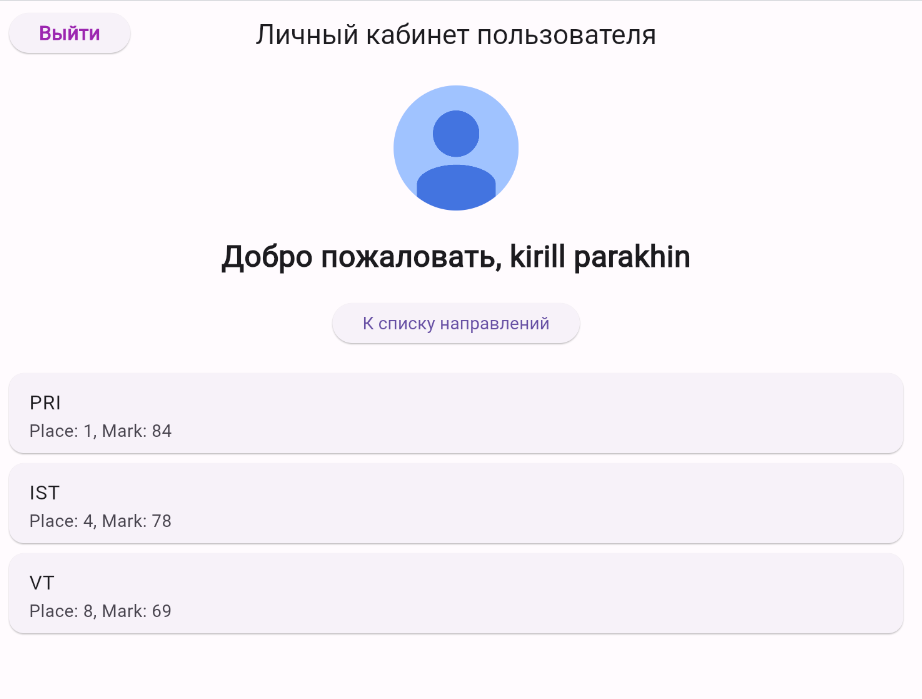 Выйти
Личный кабинет пользователя
Добро пожаловать, kirill parakhin
К списку направлений
PRI
Place: 1, Mark: 84
IST
Place: 4, Mark: 78
VT
Place: 8, Mark: 69